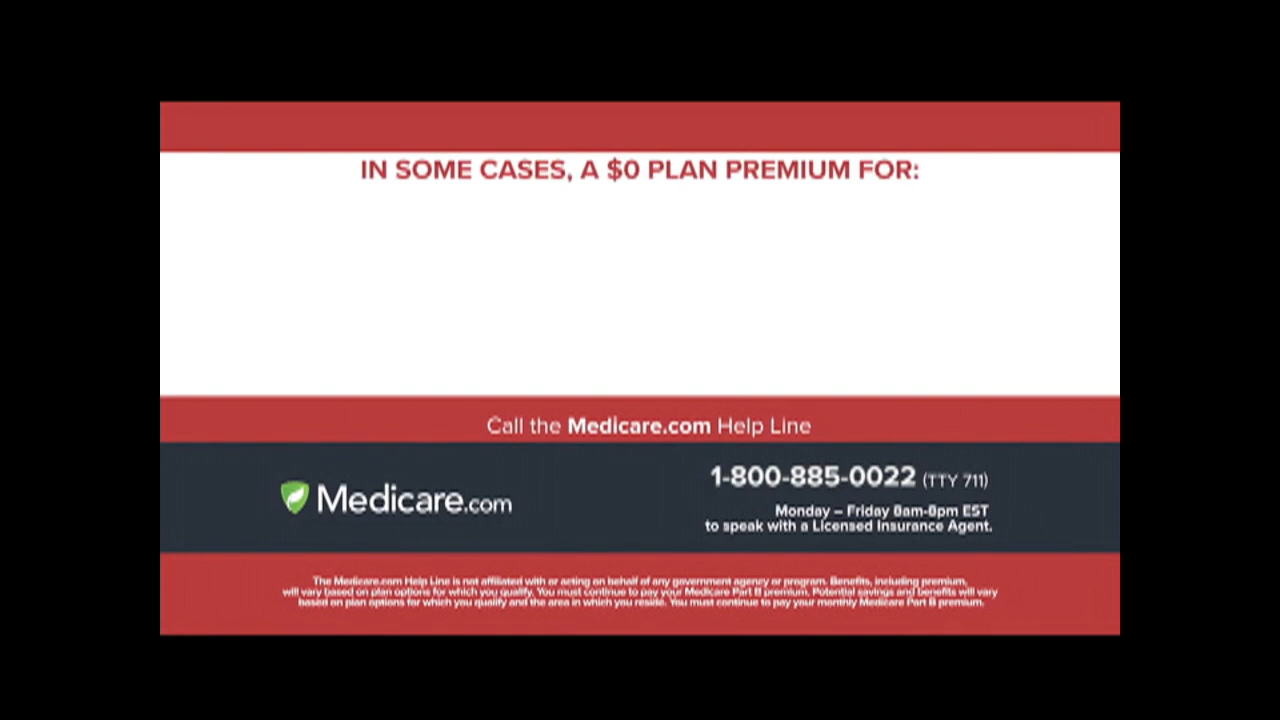 IN SOME CASES, A $0 PLAN PREMIUM FOR:
Call the Medicare.com Help Line
Medicare.com
1-800-885-0022 (TTY 711)
Monday – Friday 8am-8pm EST
to speak with a Licensed Insurance Agent.
The Medicare.com Help Line is not affiliated with or acting on behalf of any government agency or program. Benefits, including premium,
will vary based on plan options for which you qualify. You must continue to pay your Medicare Part B premium. Potential savings and benefits will vary
based on plan options for which you qualify and the area in which you reside. You must continue to pay your monthly Medicare Part B premium.